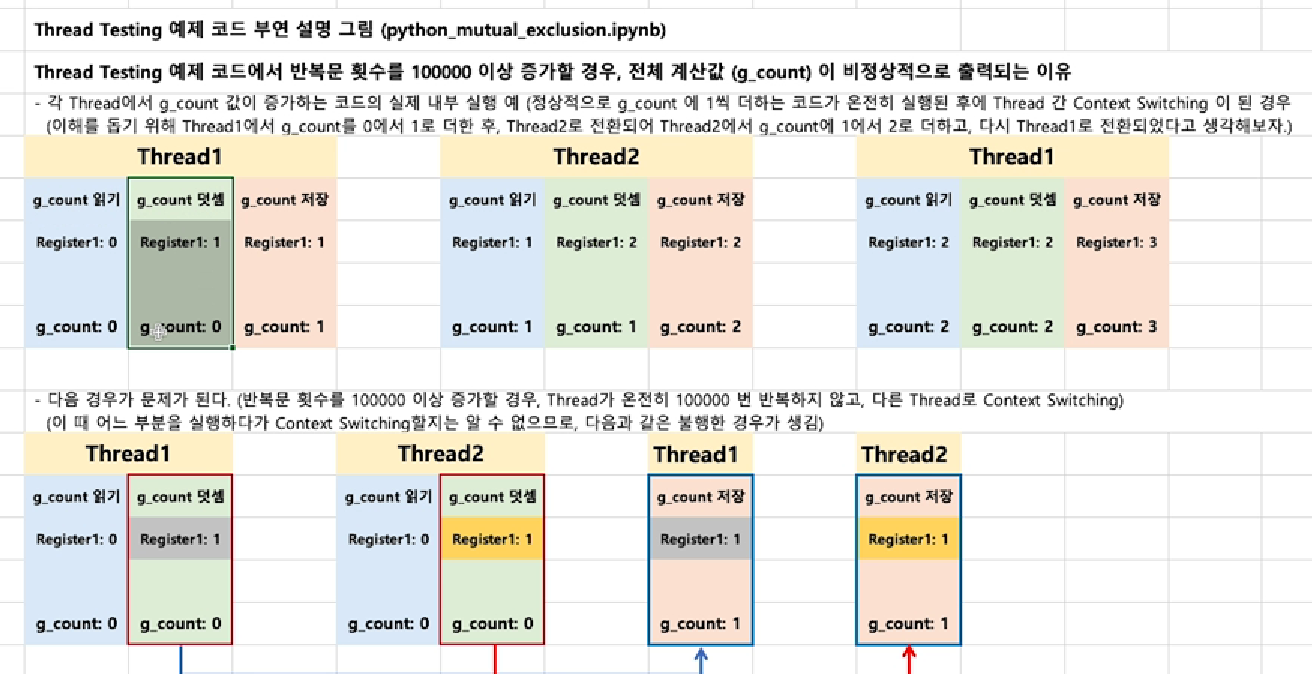 Thread Testing 예제 코드 부연 설명 그림 (python_mutual_exclusion.ipynb)
Thread Testing 예제 코드에서 반복문 횟수를 100000 이상 증가할 경우, 전체 계산값 (g_count) 이 비정상적으로 출력되는 이유
- 각 Thread에서 g_count 값이 증가하는 코드의 실제 내부 실행 예 (정상적으로 g_count 에 1씩 더하는 코드가 온전히 실행된 후에 Thread 간 Context Switching 이 된 경우
(이해를 돕기 위해 Thread1에서 g_count를 0에서 1로 더한 후, Thread2로 전환되어 Thread2에서 g_count에 1에서 2로 더하고, 다시 Thread1로 전환되었다고 생각해보자.)
Thread1 Thread2 Thread1
g_count 읽기 g_count 덧셈 g_count 저장 g_count 읽기 g_count 덧셈 g_count 저장 g_count 읽기 g_count 덧셈 g_count 저장
Register1: 0 Register1: 1 Register1: 1 Register1: 1 Register1: 2 Register1: 2 Register1: 2 Register1: 2 Register1: 3
g_count: 0 g_count: 0 g_count: 1 g_count: 1 g_count: 1 g_count: 2 g_count: 2 g_count: 2 g_count: 3
- 다음 경우가 문제가 된다. (반복문 횟수를 100000 이상 증가할 경우, Thread가 온전히 100000 번 반복하지 않고, 다른 Thread로 Context Switching)
(이 때 어느 부분을 실행하다가 Context Switching할지는 알 수 없으므로, 다음과 같은 불행한 경우가 생김)
Thread1 Thread2 Thread1 Thread2
g_count 읽기 g_count 덧셈 g_count 읽기 g_count 덧셈 g_count 저장 g_count 저장
Register1: 0 Register1: 1 Register1: 0 Register1: 1 Register1: 1 Register1: 1
g_count: 0 g_count: 0 g_count: 0 g_count: 0 g_count: 1 g_count: 1